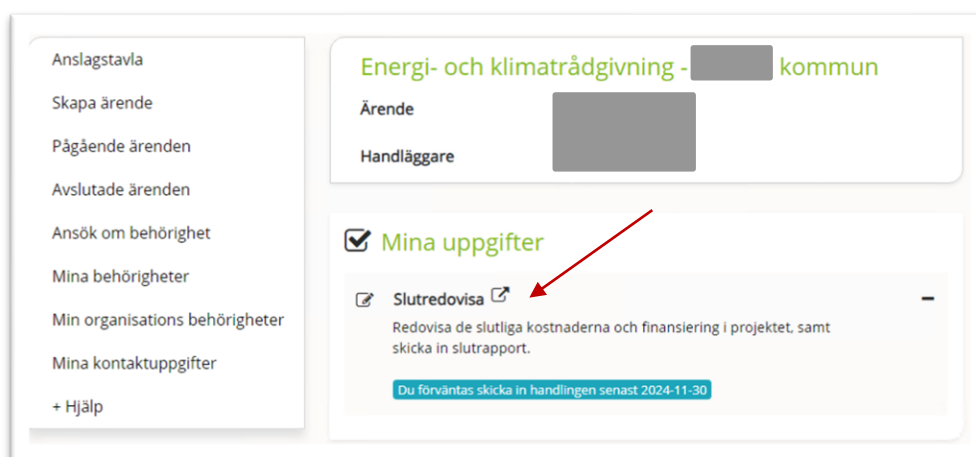 Anslagstavla
Skapa ärende
Pågående ärenden
Avslutade ärenden
Ansök om behörighet
Mina behörigheter
Min organisations behörigheter
Mina kontaktuppgifter
+ Hjälp
Energi- och klimatrådgivning - kommun
Ärende
Handläggare
Mina uppgifter
Slutredovisa
Redovisa de slutliga kostnaderna och finansiering i projektet, samt
skicka in slutrapport.
Du förväntas skicka in handlingen senast 2024-11-30